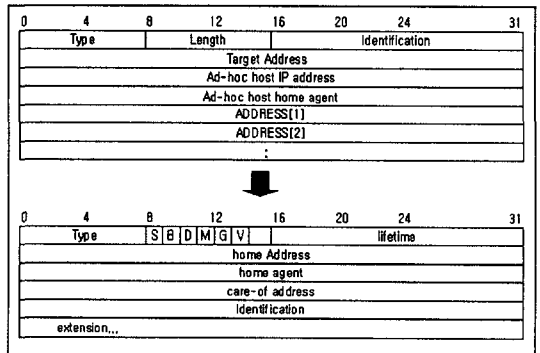 0 4 8 12 16 20 24 31
Type Length Identification
Target Address
Ad-hoc host IP address
Ad-hoc host home agent
ADDRESS[1]
ADDRESS[2]
:
0 4 8 12 16 20 24 31
Type S B D M G V lifetime
home Address
home agent
care-of address
Identification
extension...